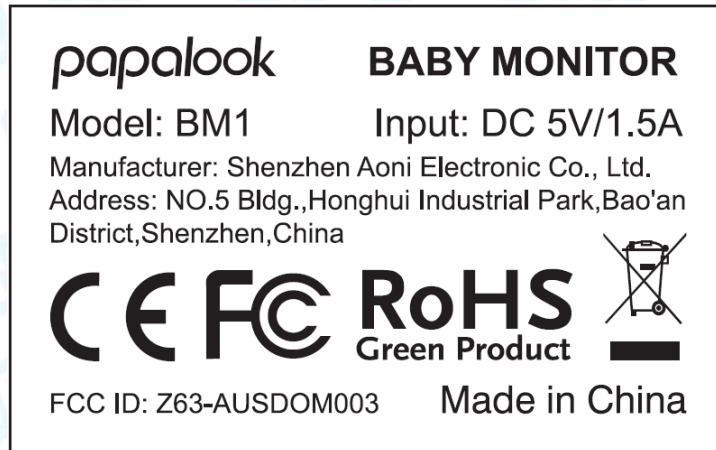 papalook BABY MONITOR
Model: BM1 Input: DC 5V/1.5A
Manufacturer: Shenzhen Aoni Electronic Co., Ltd.
Address: NO.5 Bldg.,Honghui Industrial Park,Bao'an
District,Shenzhen,China
CE FC RoHS
Green Product
FCC ID: Z63-AUSDOM003 Made in China